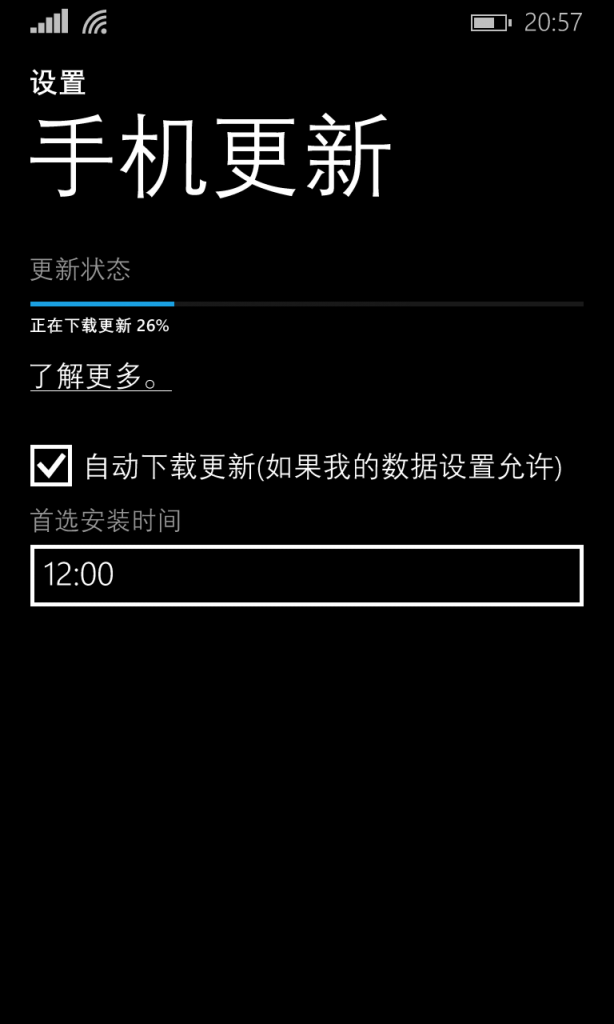 20:57
设置
手机更新
更新状态
正在下载更新 26%
了解更多。
自动下载更新(如果我的数据设置允许)
首选安装时间
12:00